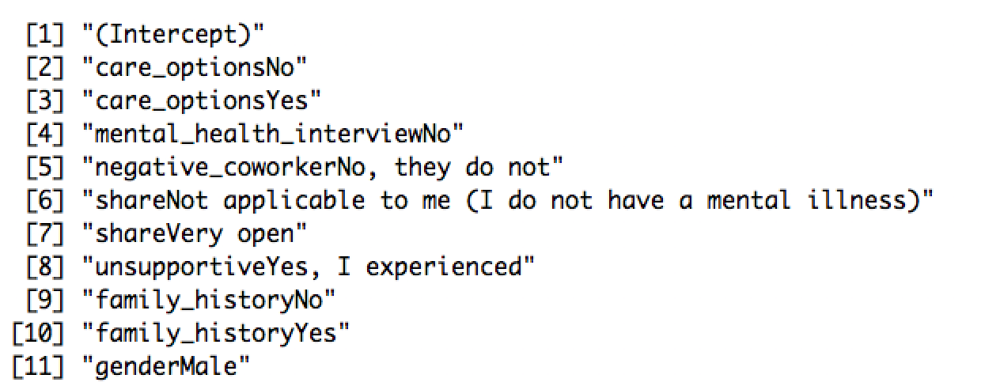 [1] "(Intercept)"
[2] "care_optionsNo"
[3] "care_optionsYes"
[4] "mental_health_interviewNo"
[5] "negative_coworkerNo, they do not"
[6] "shareNot applicable to me (I do not have a mental illness)"
[7] "shareVery open"
[8] "unsupportiveYes, I experienced"
[9] "family_historyNo"
[10] "family_historyYes"
[11] "genderMale"